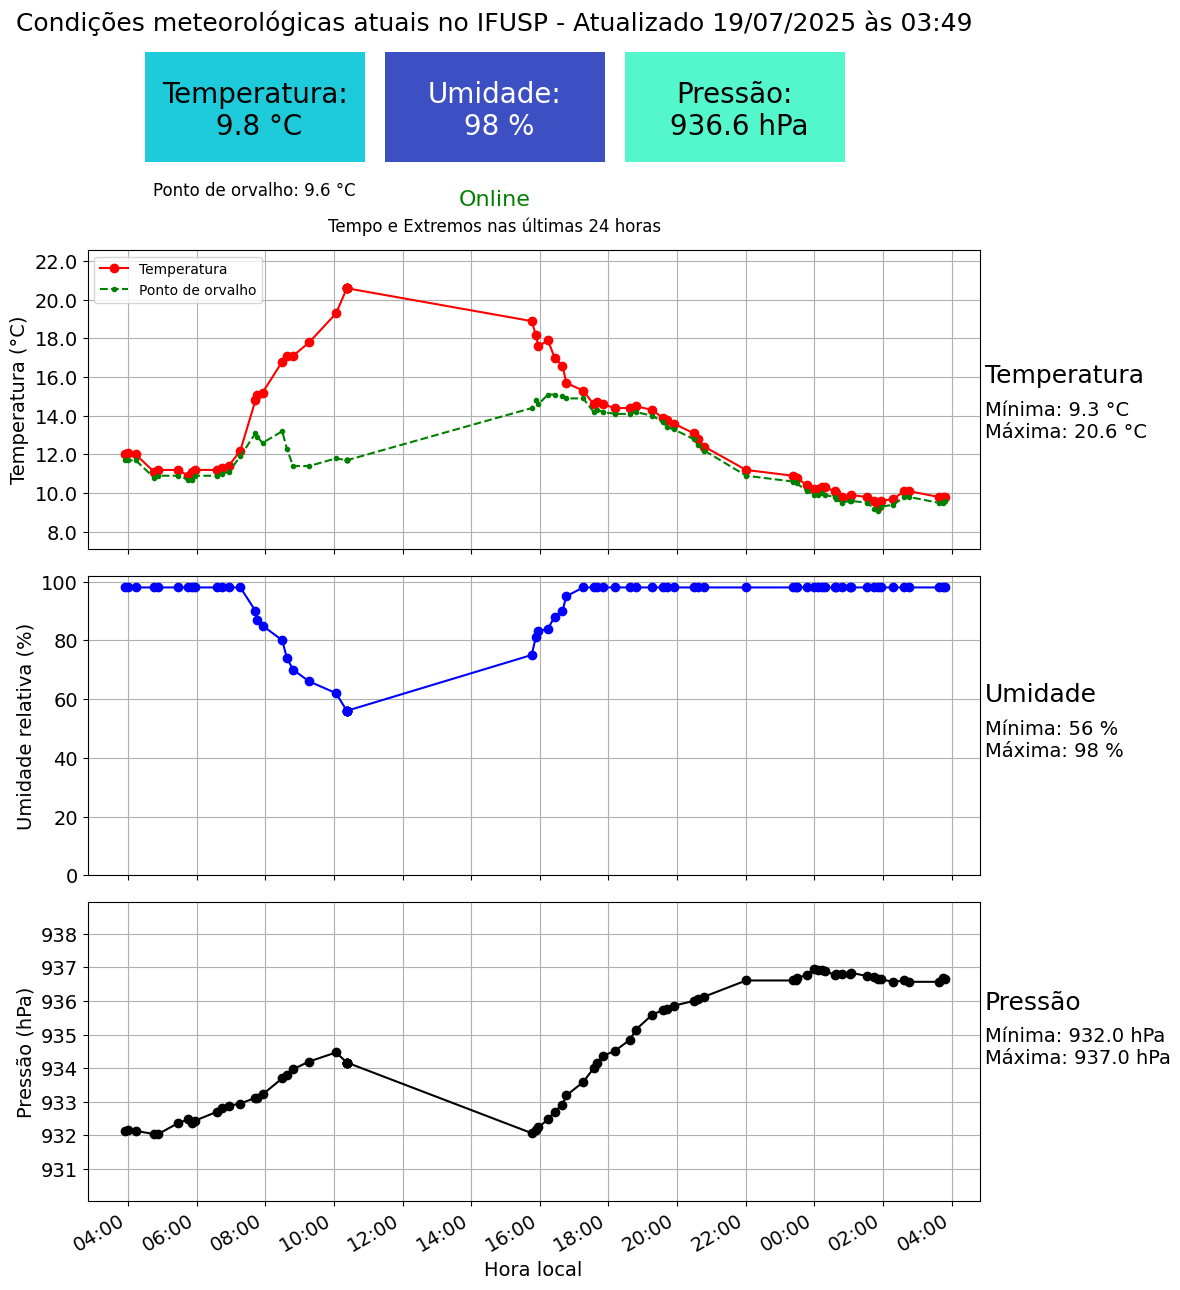 Condições meteorológicas atuais no IFUSP - Atualizado 19/07/2025 às 03:49
Temperatura:
9.8 °C
Umidade:
98 %
Pressão:
936.6 hPa
Ponto de orvalho: 9.6 °C
Online
Tempo e Extremos nas últimas 24 horas
Temperatura (°C)
22.0
20.0
18.0
16.0
14.0
12.0
10.0
8.0
Temperatura
Ponto de orvalho
Temperatura
Mínima: 9.3 °C
Máxima: 20.6 °C
Umidade relativa (%)
100
80
60
40
20
0
Umidade
Mínima: 56 %
Máxima: 98 %
Pressão (hPa)
938
937
936
935
934
933
932
931
Pressão
Mínima: 932.0 hPa
Máxima: 937.0 hPa
04:00
06:00
08:00
10:00
12:00
14:00
16:00
18:00
20:00
22:00
00:00
02:00
04:00
Hora local